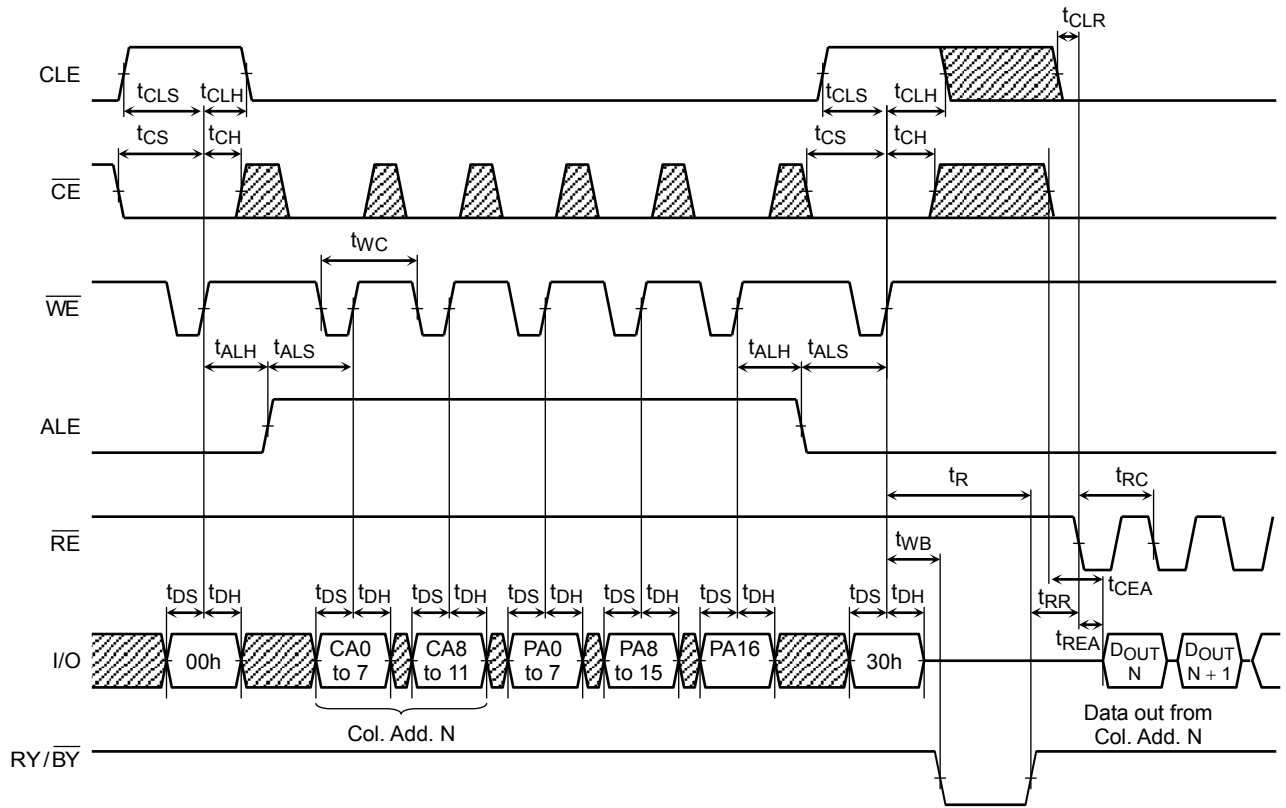 tCLR
CLE
tCLS tCLH tCLS tCLH
tCS tCH tCS tCH
CE
tWC
WE
tALH tALS tALH tALS
ALE
tR tRC
RE
tWB
tCEA
tDS tDH tDS tDH tDS tDH tDS tDH tDS tDH tDS tDH tDS tDH
tRR
tREA
I/O 00h CA0 to 7 CA8 to 11 PA0 to 7 PA8 to 15 PA16 30h DOUT N DOUT N + 1
Col. Add. N
Data out from
Col. Add. N
RY/BY